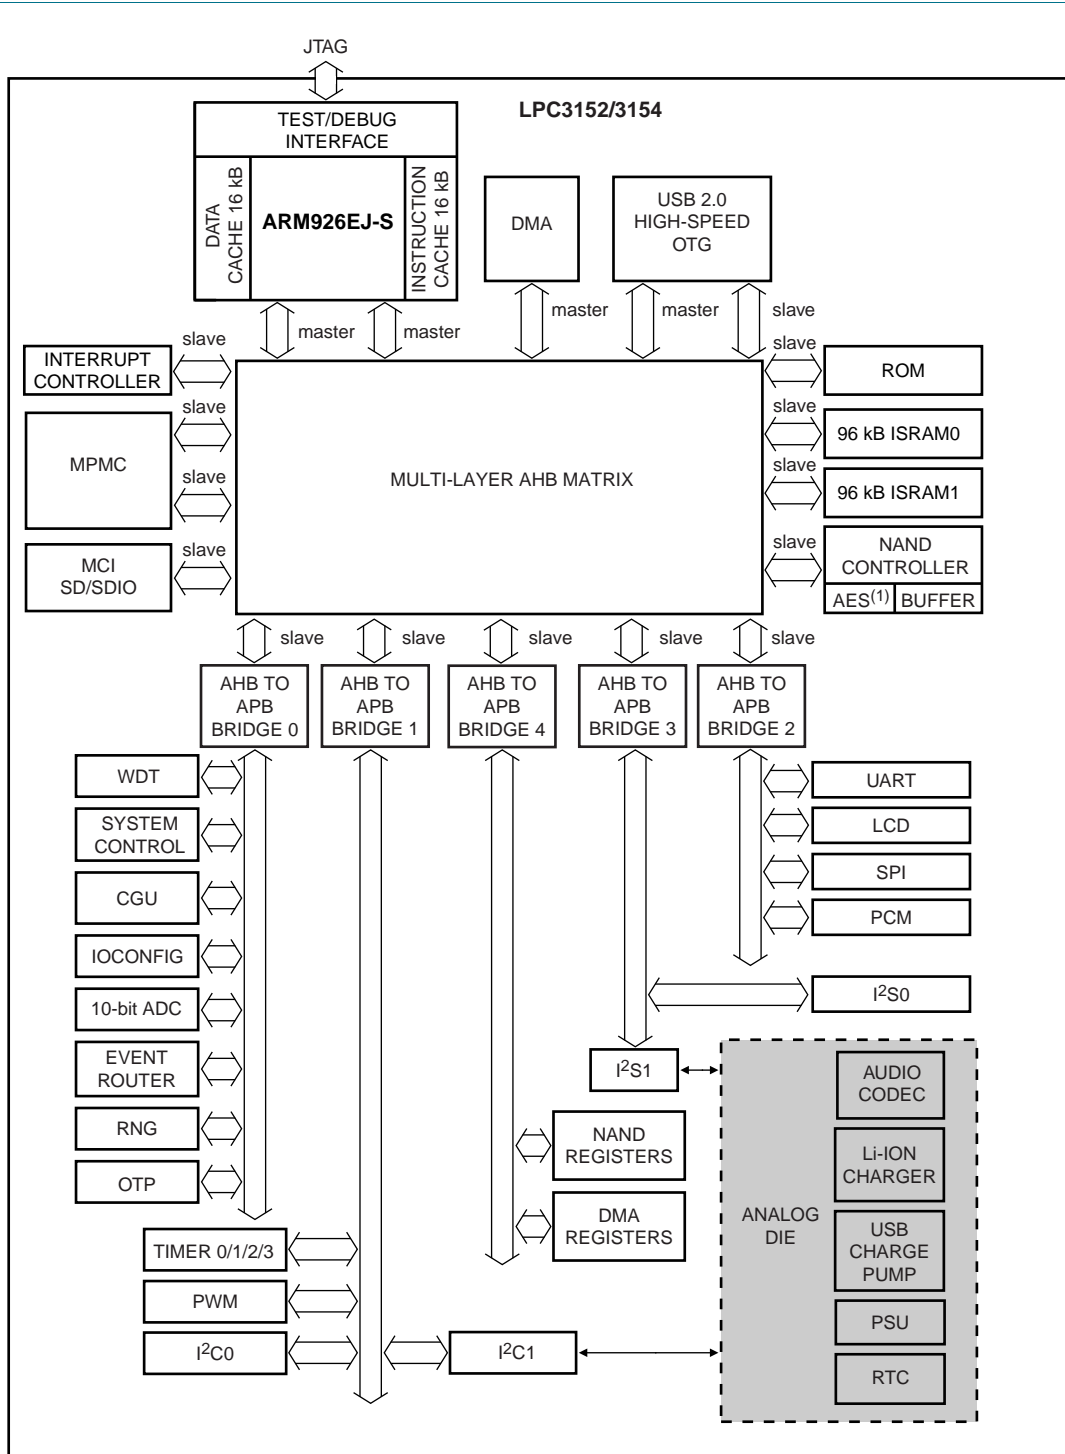 JTAG
LPC3152/3154
TEST/DEBUG
INTERFACE
DATA
CACHE 16 kB
ARM926EJ-S
INSTRUCTION
CACHE 16 kB
DMA
USB 2.0
HIGH-SPEED
OTG
master
master
master
master
slave
slave
INTERRUPT
CONTROLLER
slave
MPMC
slave
slave
MCI
SD/SDIO
MULTI-LAYER AHB MATRIX
slave
ROM
slave
96 kB ISRAM0
slave
96 kB ISRAM1
slave
NAND
CONTROLLER
AES(1)
BUFFER
slave
slave
slave
slave
slave
AHB TO
APB
BRIDGE 0
AHB TO
APB
BRIDGE 1
AHB TO
APB
BRIDGE 4
AHB TO
APB
BRIDGE 3
AHB TO
APB
BRIDGE 2
WDT
SYSTEM
CONTROL
CGU
IOCONFIG
10-bit ADC
EVENT
ROUTER
RNG
OTP
UART
LCD
SPI
PCM
I2S0
I2S1
NAND
REGISTERS
DMA
REGISTERS
TIMER 0/1/2/3
PWM
I2C0
I2C1
ANALOG
DIE
AUDIO
CODEC
Li-ION
CHARGER
USB
CHARGE
PUMP
PSU
RTC